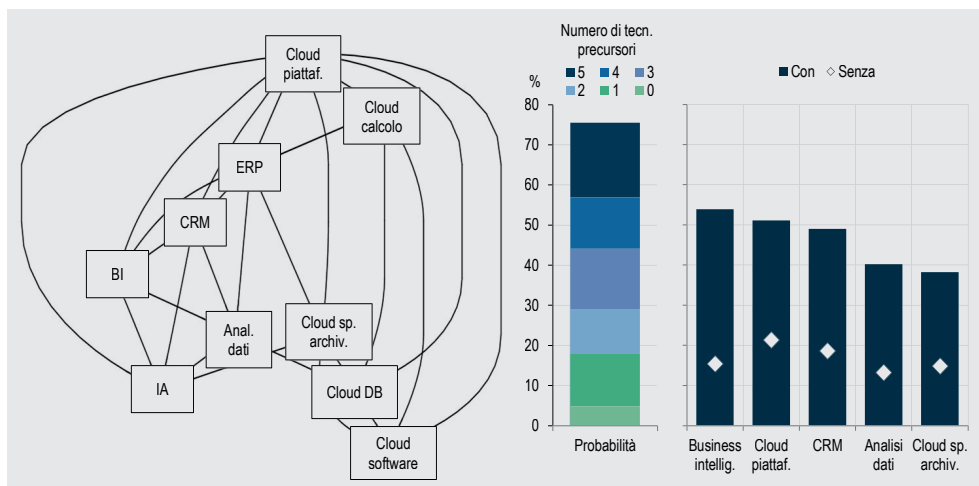 Cloud
piattaf.
Cloud
calcolo
ERP
CRM
BI
Anal.
dati
Cloud sp.
archiv.
IA
Cloud DB
Cloud
software
Numero di tecn.
precursori
5 4 3
2 1 0
%
80
70
60
50
40
30
20
10
0
Probabilità
Con Senza
Business
intellig.
Cloud
piattaf.
CRM
Analisi
dati
Cloud sp.
archiv.